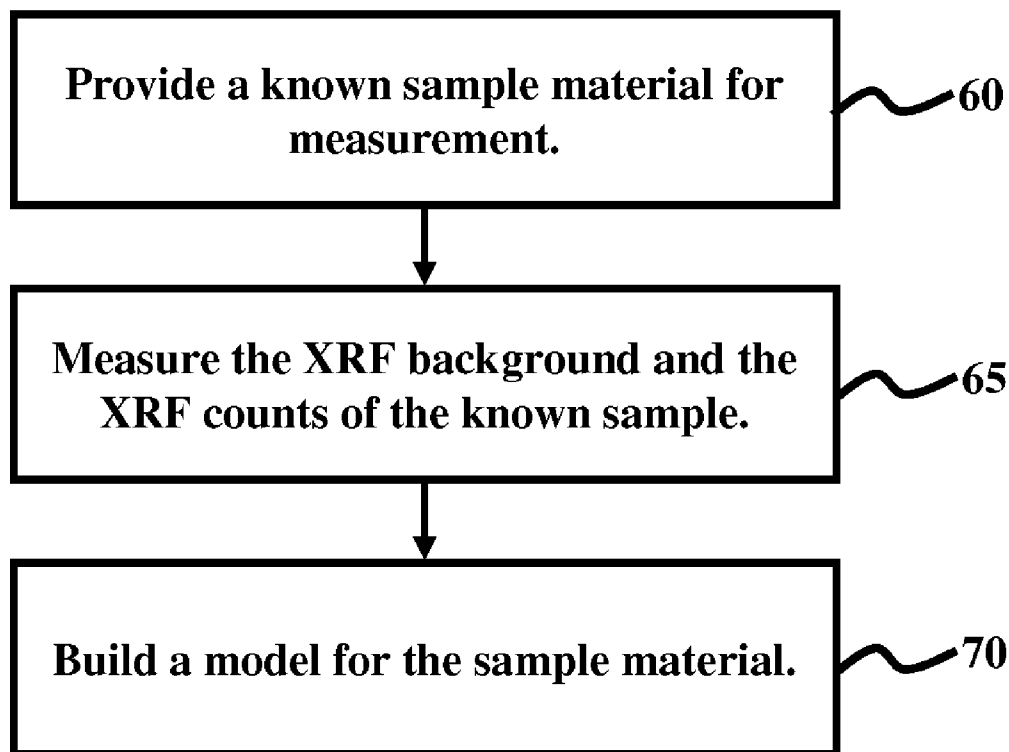 Provide a known sample material for
measurement.
60
Measure the XRF background and the
XRF counts of the known sample.
65
Build a model for the sample material.
70